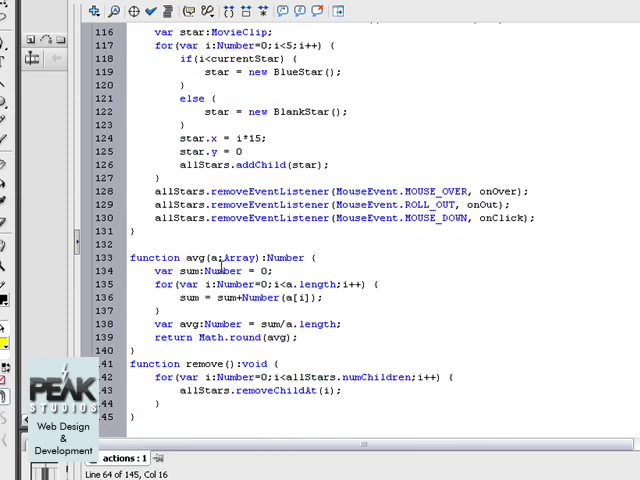 116 var star:MovieClip;
117 for(var i:Number=0;i<5;i++) {
118 if(i<currentStar) {
119 star = new BlueStar();
120 }
121 else {
122 star = new BlankStar();
123 }
124 star.x = i*15;
125 star.y = 0
126 allStars.addChild(star);
127 }
128 allStars.removeEventListener(MouseEvent.MOUSE_OVER, onOver);
129 allStars.removeEventListener(MouseEvent.ROLL_OUT, onOut);
130 allStars.removeEventListener(MouseEvent.MOUSE_DOWN, onClick);
131 }
132
133 function avg(a:Array):Number {
134 var sum:Number = 0;
135 for(var i:Number=0;i<a.length;i++) {
136 sum = sum+Number(a[i]);
137 }
138 var avg:Number = sum/a.length;
139 return Math.round(avg);
140 }
141 function remove():void {
142 for(var i:Number=0;i<allStars.numChildren;i++) {
143 allStars.removeChildAt(i);
144 }
145 }
PEAK
STUDIOS
Web Design
&
Development
actions : 1
Line 64 of 145, Col 16